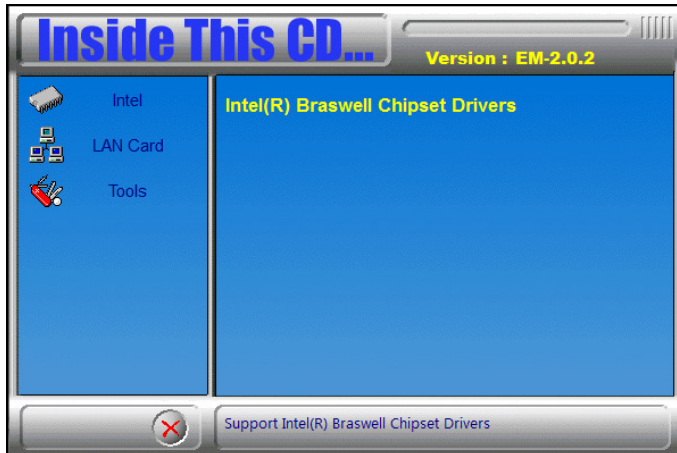 Inside This CD...
Version : EM-2.0.2
Intel
LAN Card
Tools
Intel(R) Braswell Chipset Drivers
Support Intel(R) Braswell Chipset Drivers